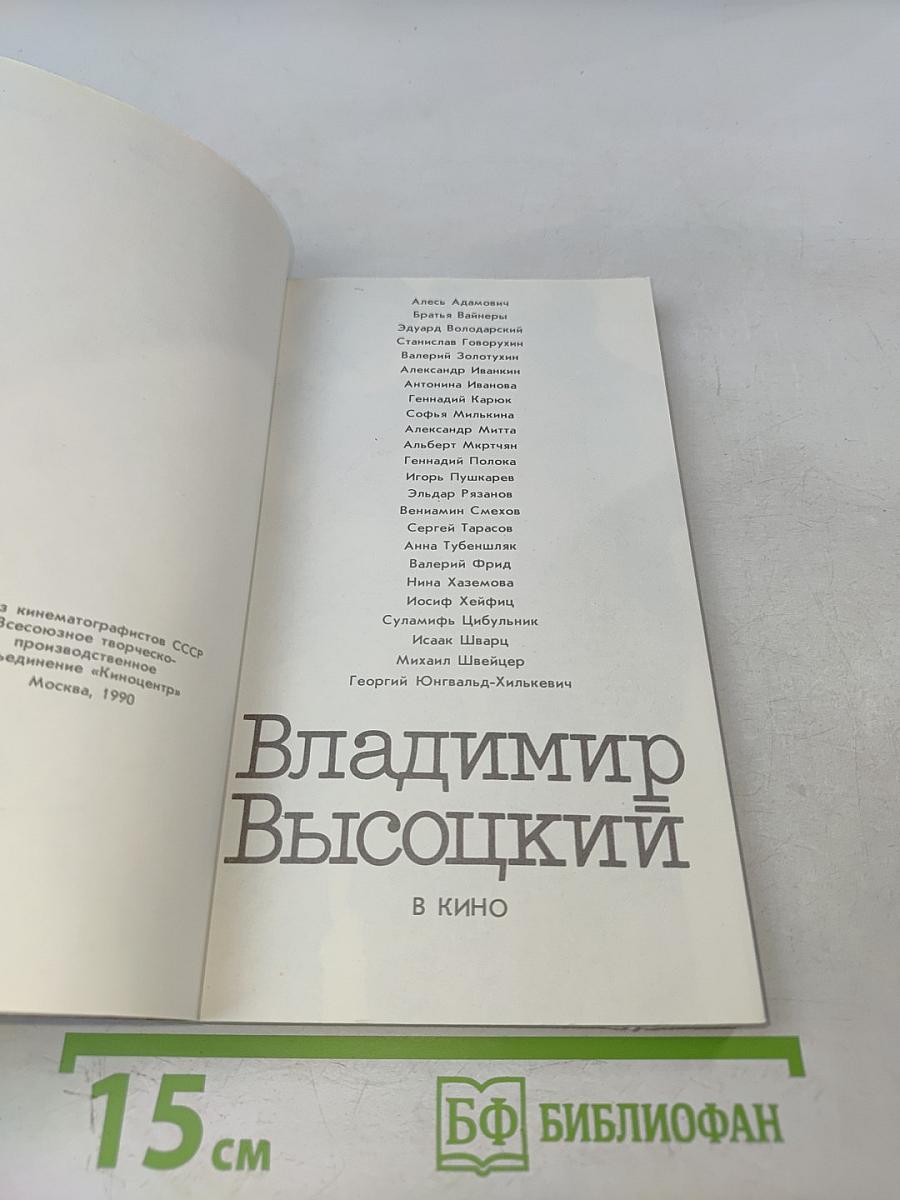 кинематографистов СССР
Всесоюзное творческо-
производственное
«Киноцентр»
Москва, 1990
Алесь Адамович
Братья Вайнеры
Эдуард Володарский
Станислав Говорухин
Валерий Золотухин
Александр Иванкин
Антонина Иванова
Геннадий Карюк
Софья Милькина
Александр Митта
Альберт Мкртчян
Геннадий Полока
Игорь Пушкарев
Эльдар Рязанов
Вениамин Смехов
Сергей Тарасов
Анна Тубеншляк
Валерий Фрид
Нина Хаземова
Иосиф Хейфиц
Суламифь Цибульник
Исаак Шварц
Михаил Швейцер
Георгий Юнгвальд-Хилькевич
Владимир
Высоцкий
В КИНО
15 см
БФ БИБЛИОФАН